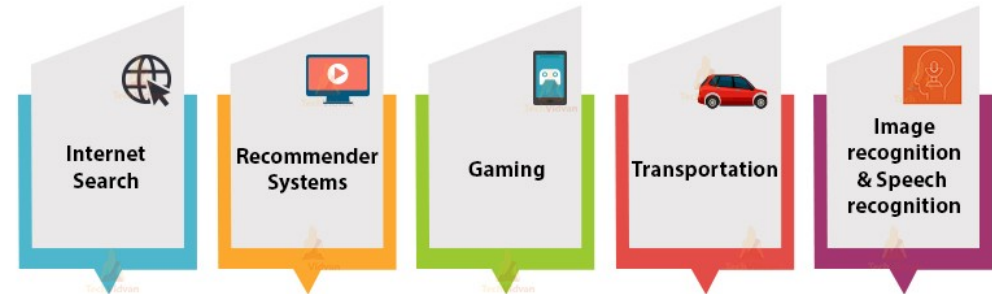 Internet
Search
Recommender
Systems
Gaming
Transportation
Image
recognition
& Speech
recognition